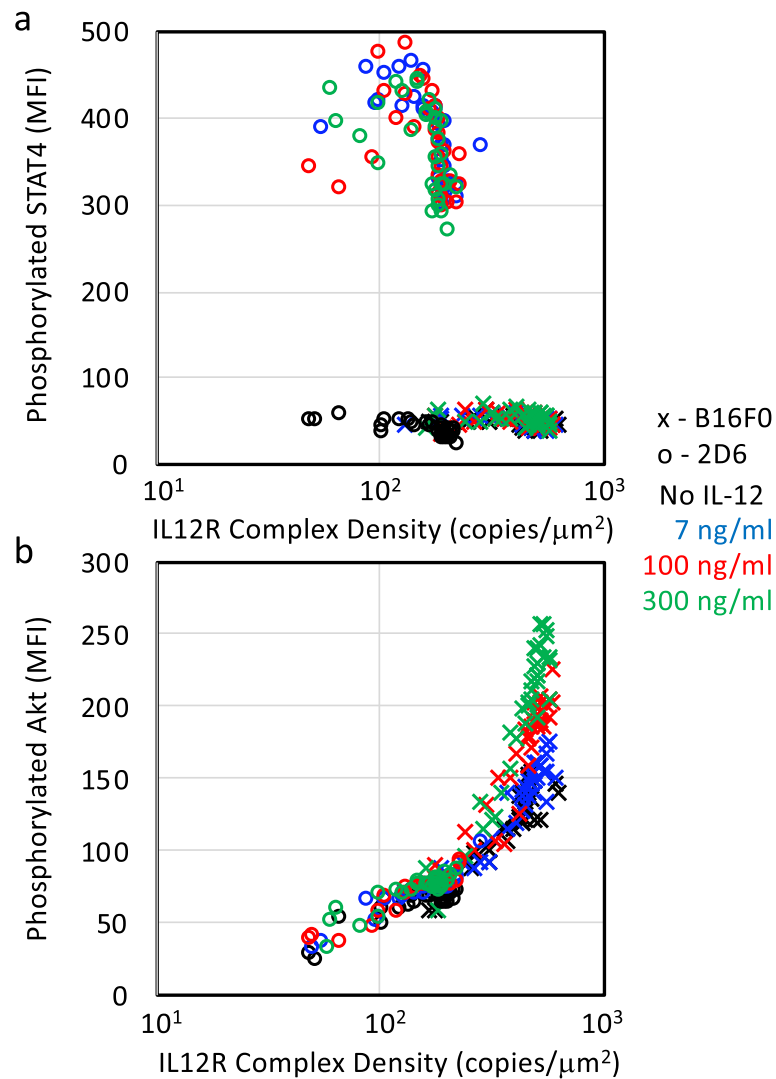 a
Phosphorylated STAT4 (MFI)
500
400
300
200
100
0
10¹
10²
10³
IL12R Complex Density (copies/μm²)
x - B16F0
o - 2D6
No IL-12
7 ng/ml
100 ng/ml
300 ng/ml
b
Phosphorylated Akt (MFI)
300
250
200
150
100
50
0
10¹
10²
10³
IL12R Complex Density (copies/μm²)